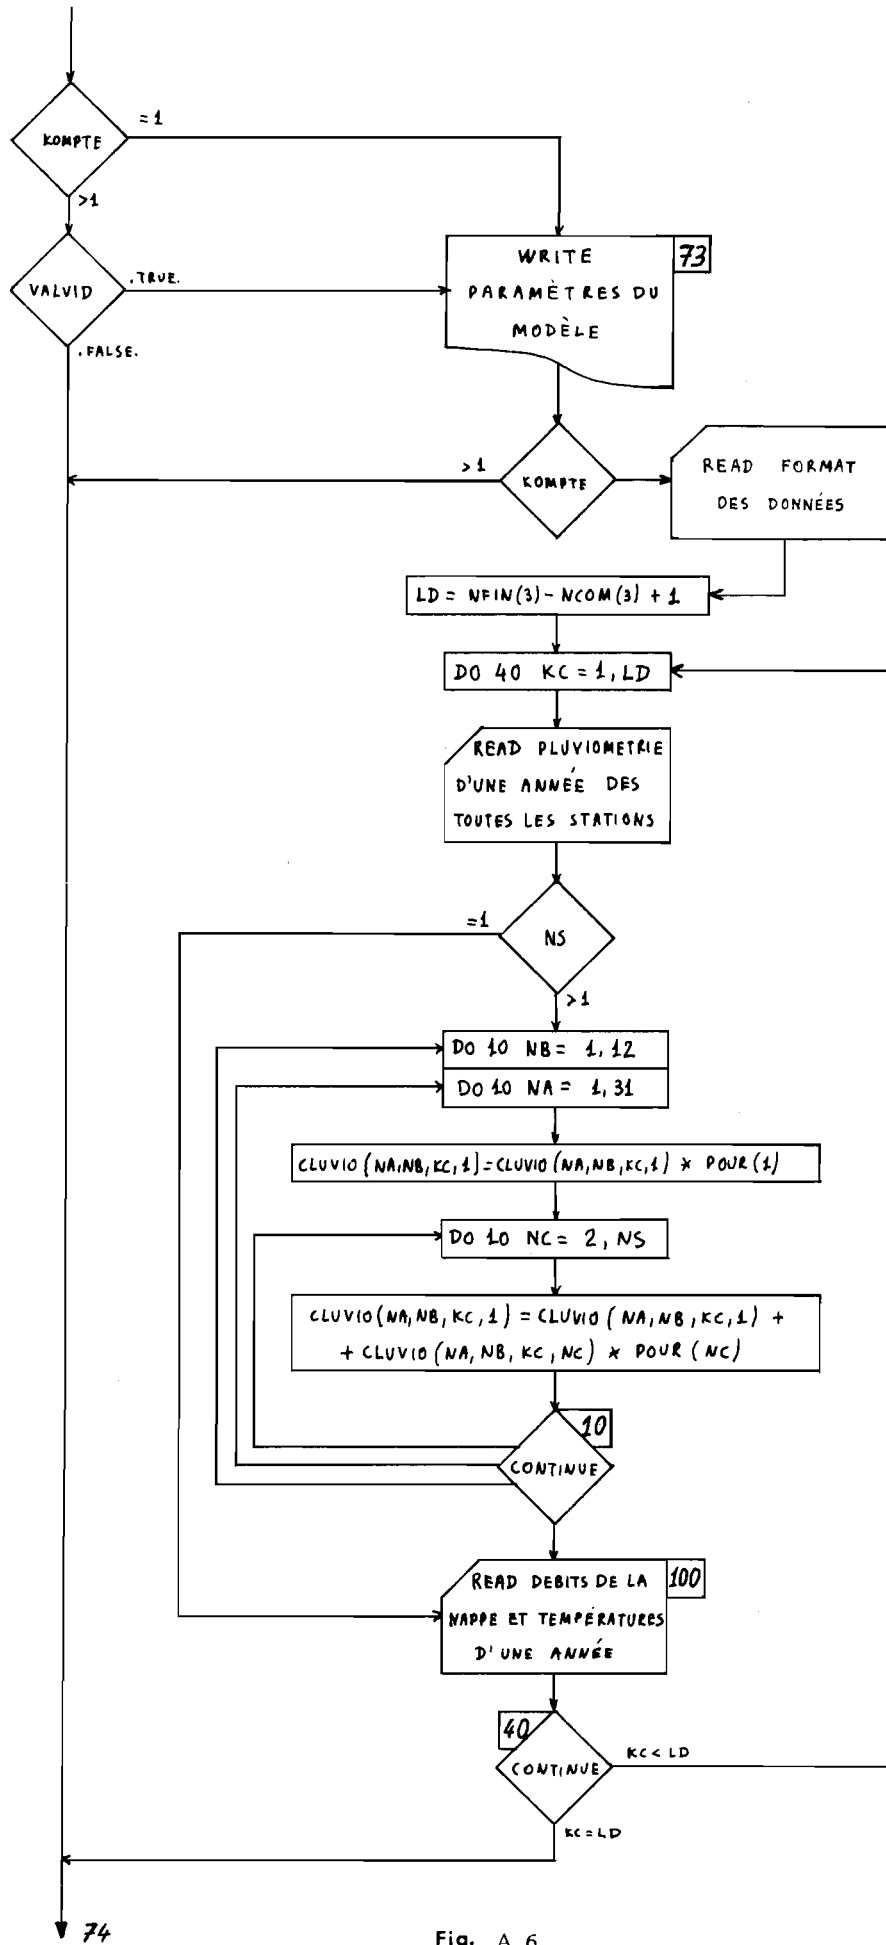 = 1
KOMPTE
>1
VALVID
.TRUE.
.FALSE.
WRITE
73
PARAMÈTRES DU
MODÈLE
>1
KOMPTE
READ FORMAT
DES DONNÉES
LD = NFIN(3) - NCOM(3) + 1
DO 40 KC = 1, LD
READ PLUVIOMETRIE
D'UNE ANNÉE DES
TOUTES LES STATIONS
=1
NS
>1
DO 10 NB = 1, 12
DO 10 NA = 1, 31
CLUVIO(NA,NB,KC,1)=CLUVIO(NA,NB,KC,1) * POUR(1)
DO 10 NC = 2, NS
CLUVIO(NA,NB,KC,1) = CLUVIO(NA,NB,KC,1) +
+ CLUVIO(NA,NB,KC,NC) * POUR(NC)
10
CONTINUE
READ DEBITS DE LA
100
NAPPE ET TEMPÉRATURES
D'UNE ANNÉE
40
CONTINUE
KC < LD
KC = LD
74
Fig. A 6